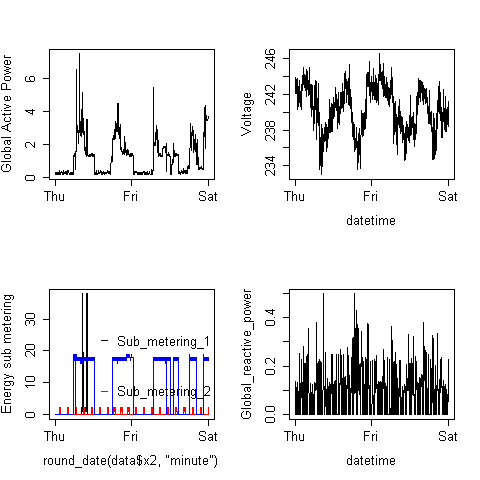 Global Active Power
0 2 4 6
Thu Fri Sat
Voltage
234 238 242 246
Thu Fri Sat
datetime
Energy sub metering
0 10 20 30
Sub_metering_1
Sub_metering_2
Thu Fri Sat
round_date(data$x2, "minute")
Global_reactive_power
0.0 0.2 0.4
Thu Fri Sat
datetime